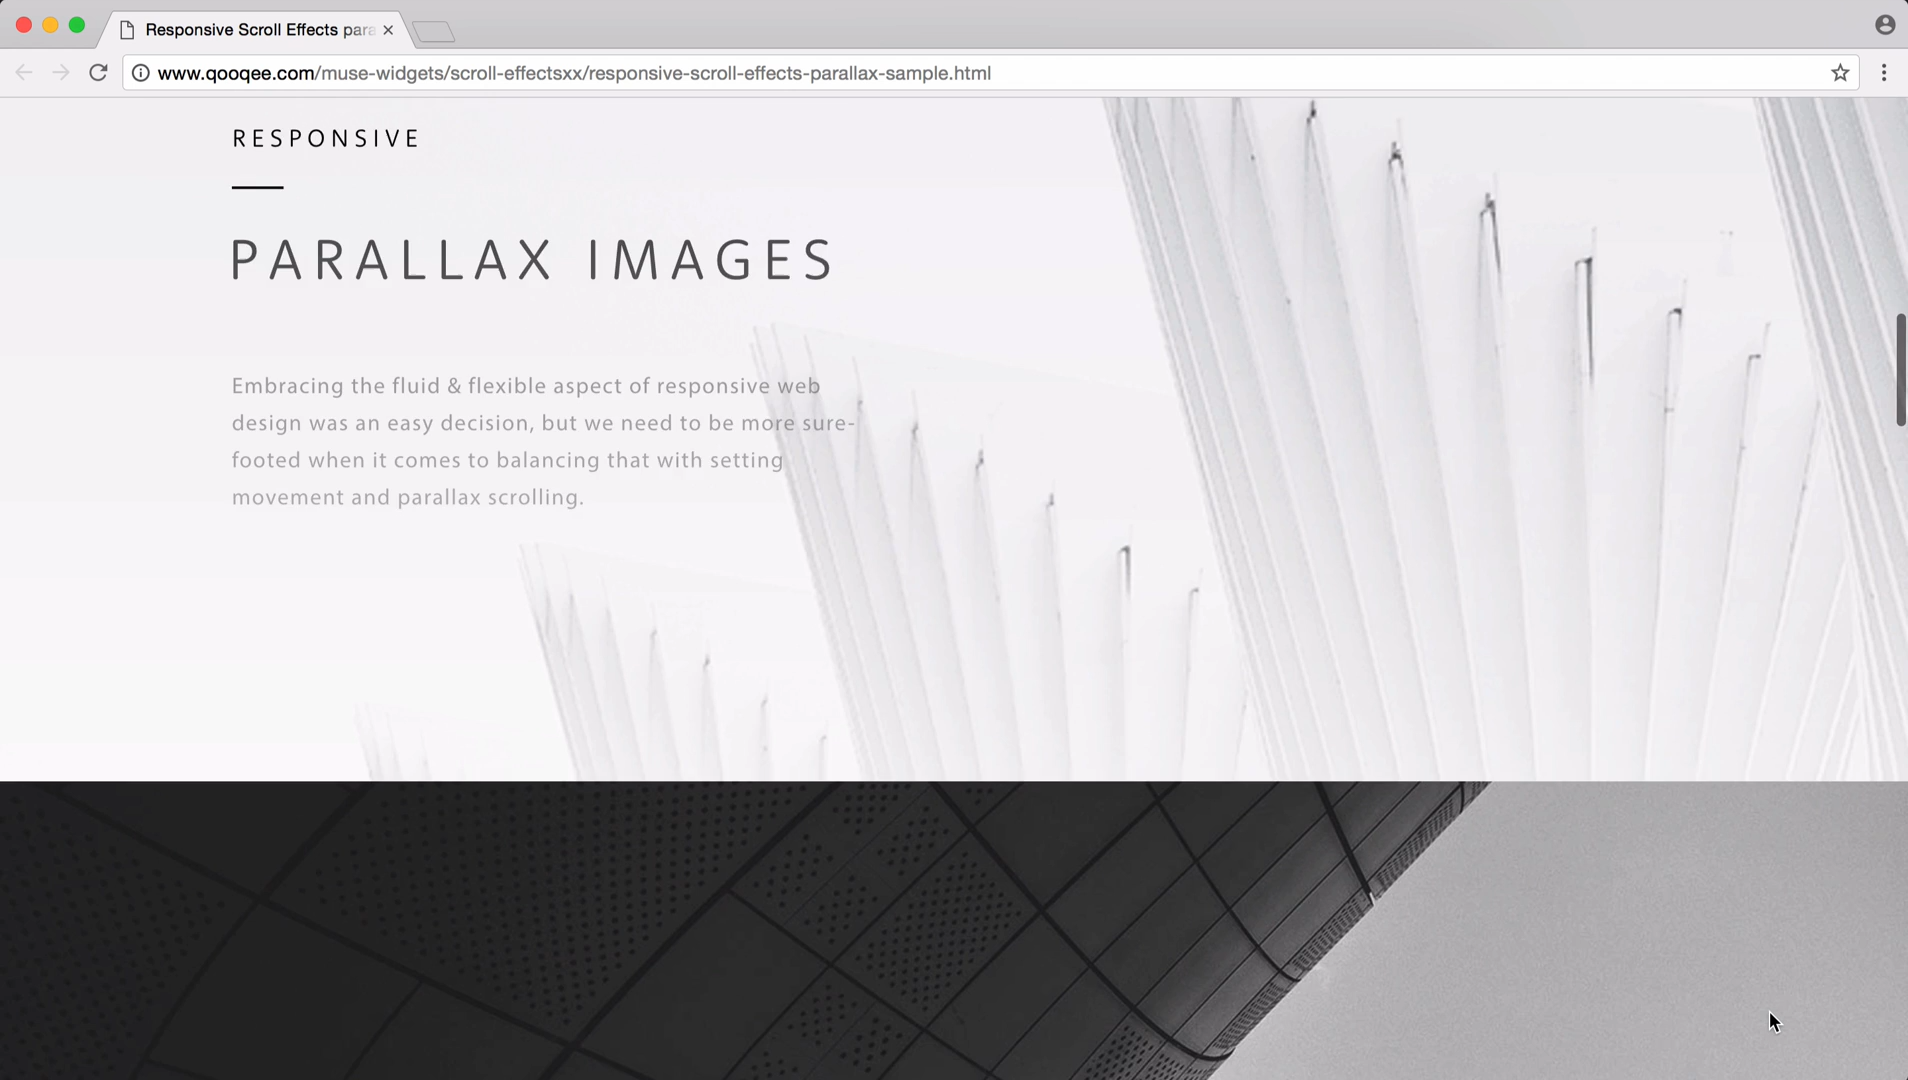 Responsive Scroll Effects para
www.qooqee.com/muse-widgets/scroll-effectsxx/responsive-scroll-effects-parallax-sample.html
RESPONSIVE
PARALLAX IMAGES
Embracing the fluid & flexible aspect of responsive web
design was an easy decision, but we need to be more sure-
footed when it comes to balancing that with setting
movement and parallax scrolling.